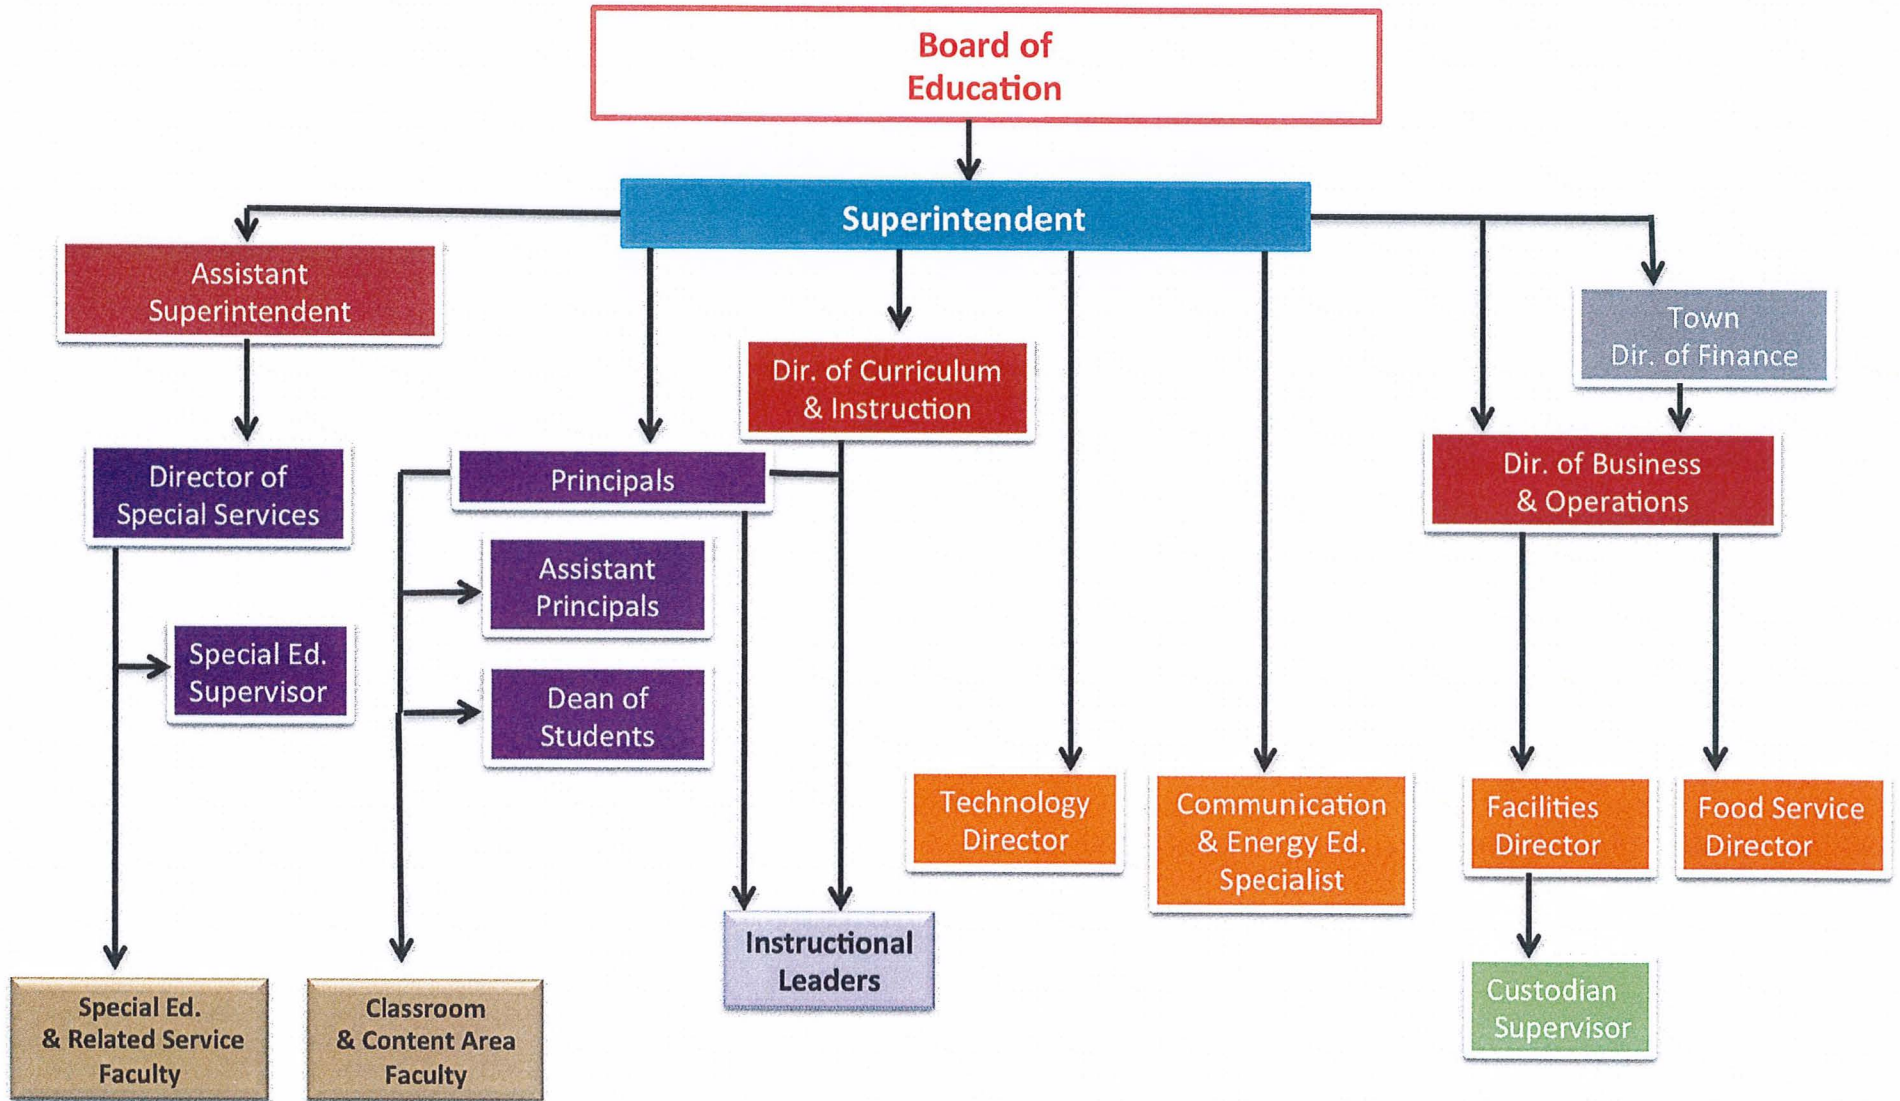 Board of
Education
Superintendent
Assistant
Superintendent
Town
Dir. of Finance
Dir. of Curriculum
& Instruction
Director of
Special Services
Principals
Dir. of Business
& Operations
Assistant
Principals
Special Ed.
Supervisor
Dean of
Students
Technology
Director
Communication
& Energy Ed.
Specialist
Facilities
Director
Food Service
Director
Instructional
Leaders
Special Ed.
& Related Service
Faculty
Classroom
& Content Area
Faculty
Custodian
Supervisor